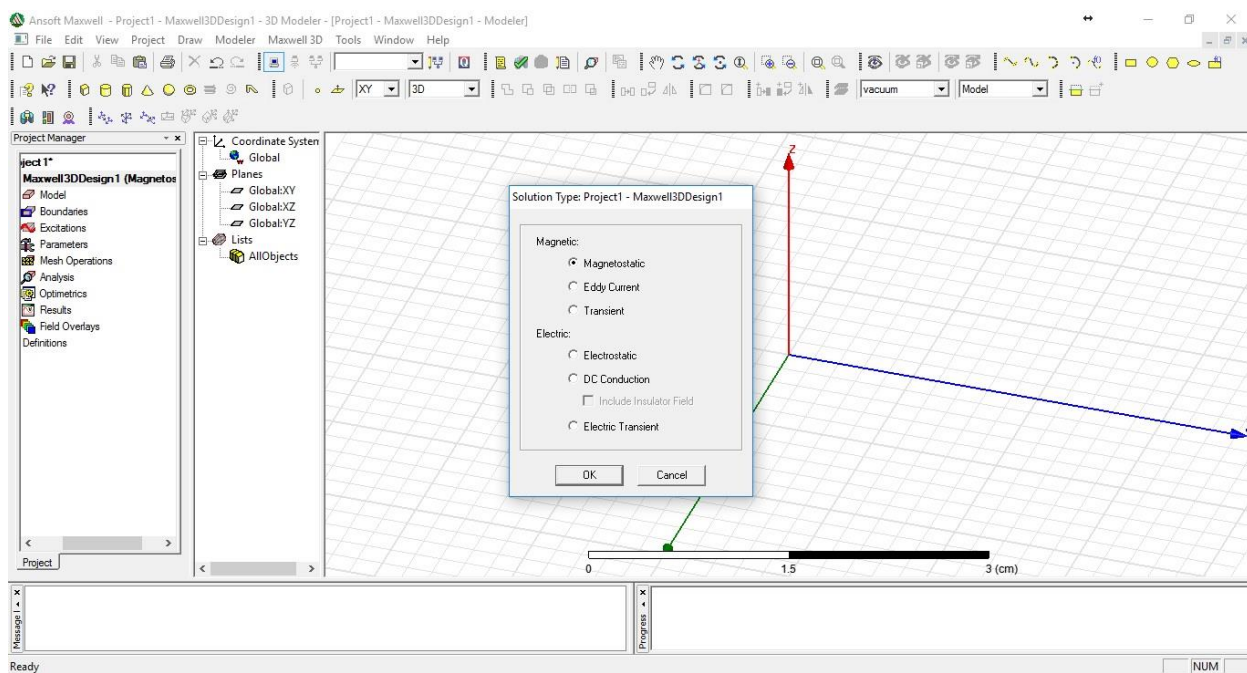 Ansoft Maxwell - Project1 - Maxwell3DDesign1 - 3D Modeler - [Project1 - Maxwell3DDesign1 - Modeler]
File Edit View Project Draw Modeler Maxwell 3D Tools Window Help
XY 3D vacuum Model
Project Manager
ject1*
Maxwell3DDesign1 (Magnetos
Model
Boundaries
Excitations
Parameters
Mesh Operations
Analysis
Optimetrics
Results
Field Overlays
Definitions
Project
Coordinate System
Global
Planes
Global:XY
Global:XZ
Global:YZ
Lists
AllObjects
Z
Solution Type: Project1 - Maxwell3DDesign1
Magnetic:
Magnetostatic
Eddy Current
Transient
Electric:
Electrostatic
DC Conduction
Include Insulator Field
Electric Transient
OK Cancel
0 1.5 3 (cm)
Progress
Ready NUM